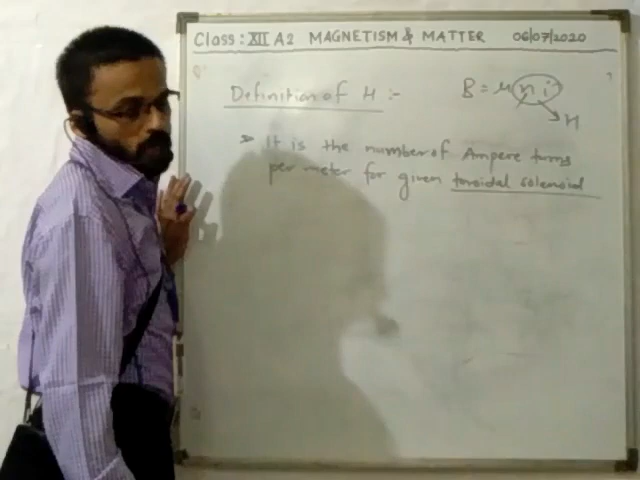 Class: XII A2 MAGNETISM & MATTER 06/07/2020
Definition of H :-
B = μ n i
H
➤ It is the number of Ampere turns
per meter for given toroidal solenoid